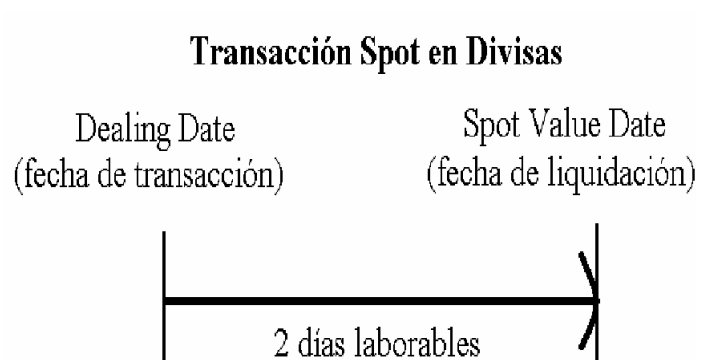 Transacción Spot en Divisas
Dealing Date
(fecha de transacción)
Spot Value Date
(fecha de liquidación)
2 días laborables